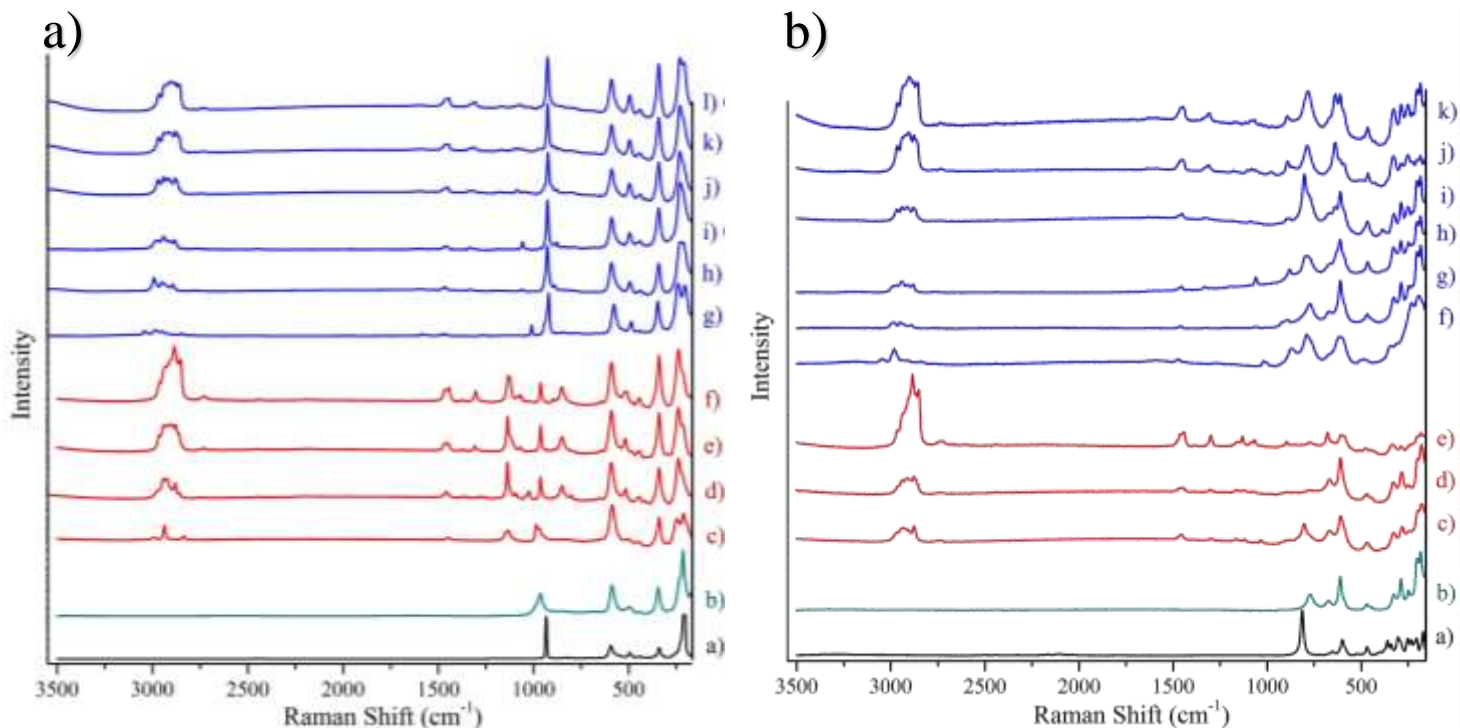 a)
l)
k)
j)
i)
h)
g)
f)
e)
d)
c)
b)
a)
Intensity
3500 3000 2500 2000 1500 1000 500
Raman Shift (cm-1)
b)
k)
j)
i)
h)
g)
f)
e)
d)
c)
b)
a)
Intensity
3500 3000 2500 2000 1500 1000 500
Raman Shift (cm-1)